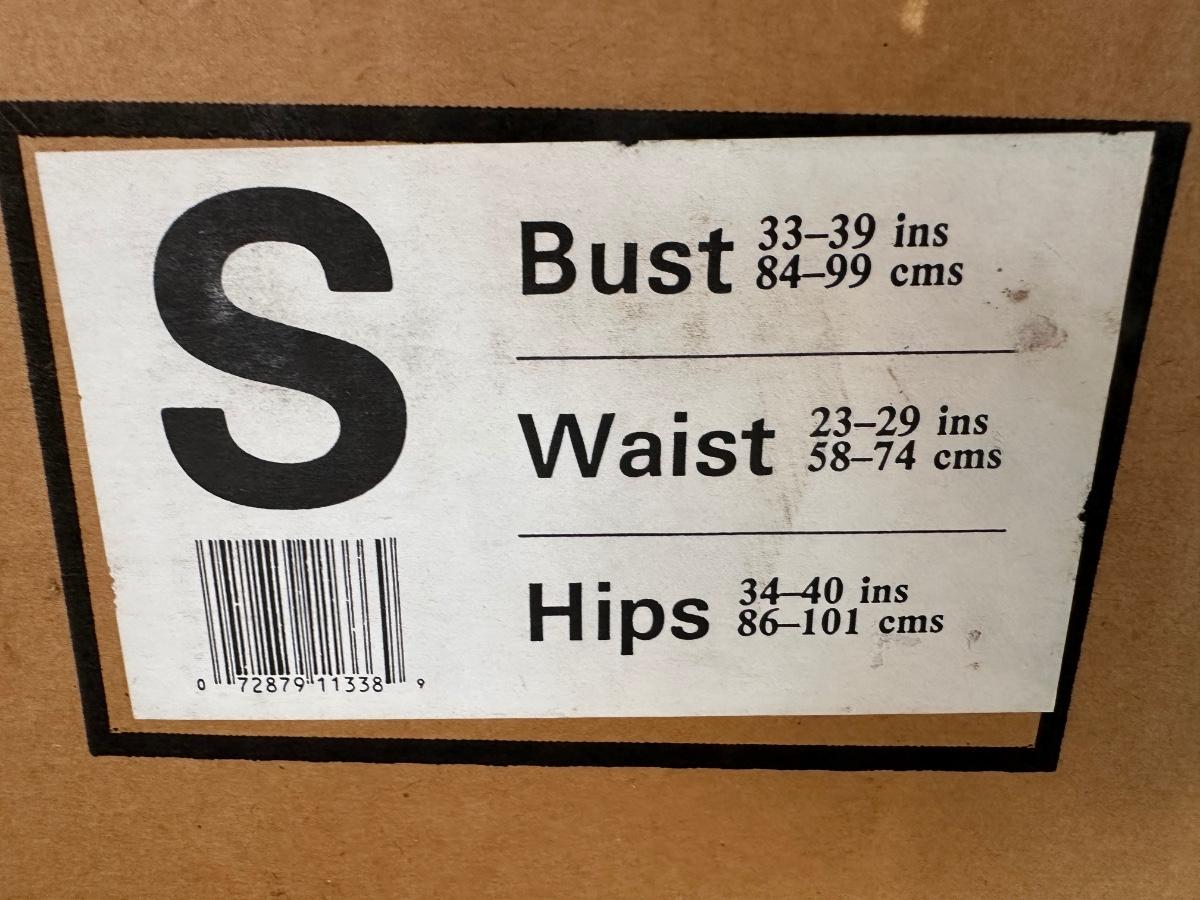 S
Bust 33–39 ins
84–99 cms
Waist 23–29 ins
58–74 cms
Hips 34–40 ins
86–101 cms
0 72879 11338 9